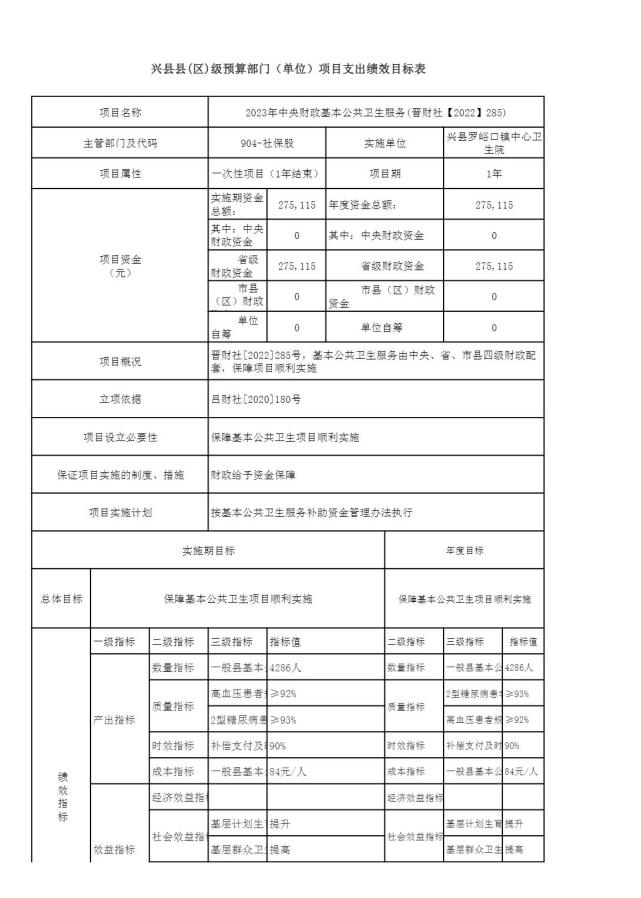 兴县县(区)级预算部门（单位）项目支出绩效目标表
项目名称 2023年中央财政基本公共卫生服务(晋财社【2022】285)
主管部门及代码 904-社保股 实施单位 兴县罗峪口镇中心卫生院
项目属性 一次性项目（1年结束） 项目期 1年
项目资金（元） 实施期资金总额： 275,115 年度资金总额： 275,115
其中：中央财政资金 0 其中：中央财政资金 0
省级财政资金 275,115 省级财政资金 275,115
市县（区）财政 0 市县（区）财政资金 0
单位自筹 0 单位自筹 0
项目概况 晋财社[2022]285号，基本公共卫生服务由中央、省、市县四级财政配套，保障项目顺利实施
立项依据 吕财社[2020]180号
项目设立必要性 保障基本公共卫生项目顺利实施
保证项目实施的制度、措施 财政给予资金保障
项目实施计划 按基本公共卫生服务补助资金管理办法执行
实施期目标 年度目标
总体目标 保障基本公共卫生项目顺利实施 保障基本公共卫生项目顺利实施
绩效指标 一级指标 二级指标 三级指标 指标值 二级指标 三级指标 指标值
产出指标 数量指标 一般县基本 4286人 数量指标 一般县基本公 4286人
质量指标 高血压患者 ≥92% 质量指标 2型糖尿病患 ≥93%
2型糖尿病患 ≥93% 高血压患者规 ≥92%
时效指标 补偿支付及 90% 时效指标 补偿支付及时 90%
成本指标 一般县基本 84元/人 成本指标 一般县基本公 84元/人
效益指标 经济效益指 经济效益指标
社会效益指 基层计划生 提升 社会效益指标 基层计划生育 提升
基层群众卫 提高 基层群众卫生 提高